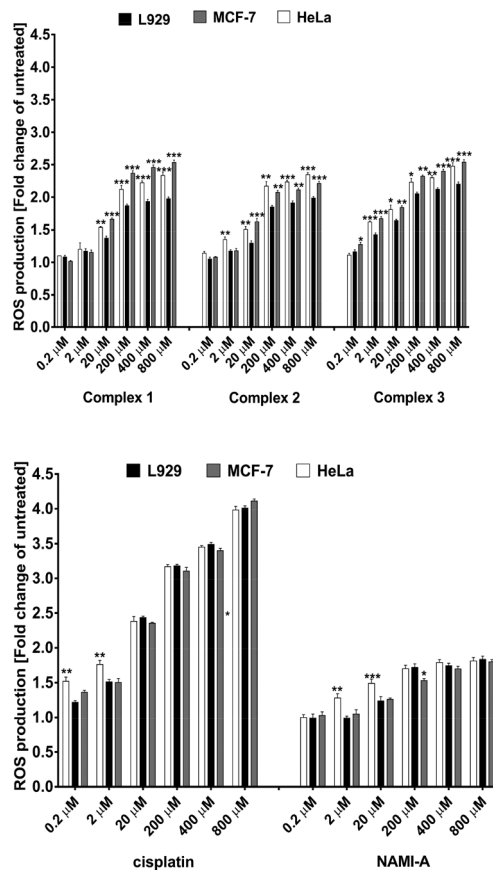 L929 MCF-7 HeLa
ROS production [Fold change of untreated]
4.5
4.0
3.5
3.0
2.5
2.0
1.5
1.0
0.5
0.0
** *** *** *** *** *** *** *** ***
** ** *** ** ** *** *** *** ***
* *** *** * ** * ** ** *** *** ***
0.2 µM 2 µM 20 µM 200 µM 400 µM 800 µM 0.2 µM 2 µM 20 µM 200 µM 400 µM 800 µM 0.2 µM 2 µM 20 µM 200 µM 400 µM 800 µM
Complex 1 Complex 2 Complex 3
L929 MCF-7 HeLa
ROS production [Fold change of untreated]
4.5
4.0
3.5
3.0
2.5
2.0
1.5
1.0
0.5
0.0
** ** * ** *** *
0.2 µM 2 µM 20 µM 200 µM 400 µM 800 µM 0.2 µM 2 µM 20 µM 200 µM 400 µM 800 µM
cisplatin NAMI-A